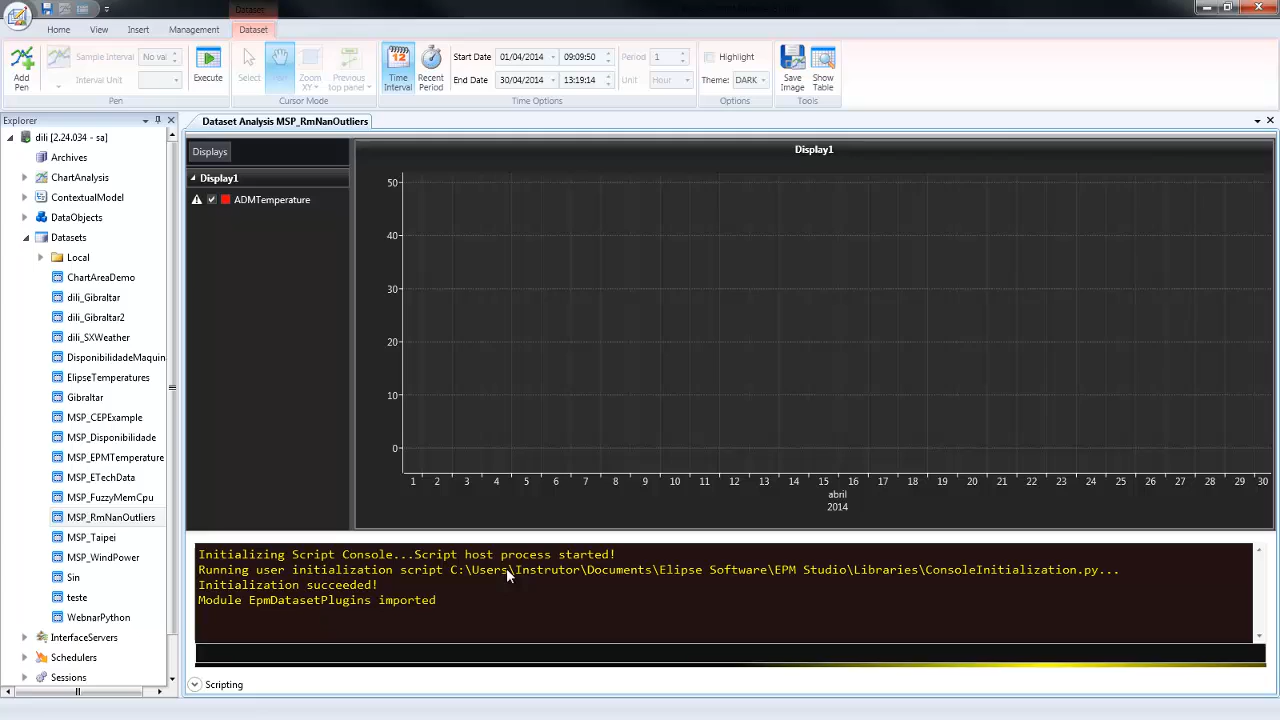 Dataset
Home View Insert Management Dataset
Add Pen
Sample Interval No val
Interval Unit
Execute
Select
Zoom XY
Previous top panel
Time Interval
Recent Period
Start Date 01/04/2014 09:09:50
End Date 30/04/2014 13:19:14
Period 1
Unit Hour
Highlight
Theme: DARK
Save Image
Show Table
Pen Cursor Mode Time Options Options Tools
Explorer
dili [2.24.034 - sa]
Archives
ChartAnalysis
ContextualModel
DataObjects
Datasets
Local
ChartAreaDemo
dili_Gibraltar
dili_Gibraltar2
dili_SXWeather
DisponibilidadeMaquin
ElipseTemperatures
Gibraltar
MSP_CEPExample
MSP_Disponibilidade
MSP_EPMTemperature
MSP_ETechData
MSP_FuzzyMemCpu
MSP_RmNanOutliers
MSP_Taipei
MSP_WindPower
Sin
teste
WebnarPython
InterfaceServers
Schedulers
Sessions
Dataset Analysis MSP_RmNanOutliers
Displays
Display1
ADMTemperature
Display1
50
40
30
20
10
0
1 2 3 4 5 6 7 8 9 10 11 12 13 14 15 16 17 18 19 20 21 22 23 24 25 26 27 28 29 30
abril
2014
Initializing Script Console...Script host process started!
Running user initialization script C:\Users\Instrutor\Documents\Elipse Software\EPM Studio\Libraries\ConsoleInitialization.py...
Initialization succeeded!
Module EpmDatasetPlugins imported
Scripting